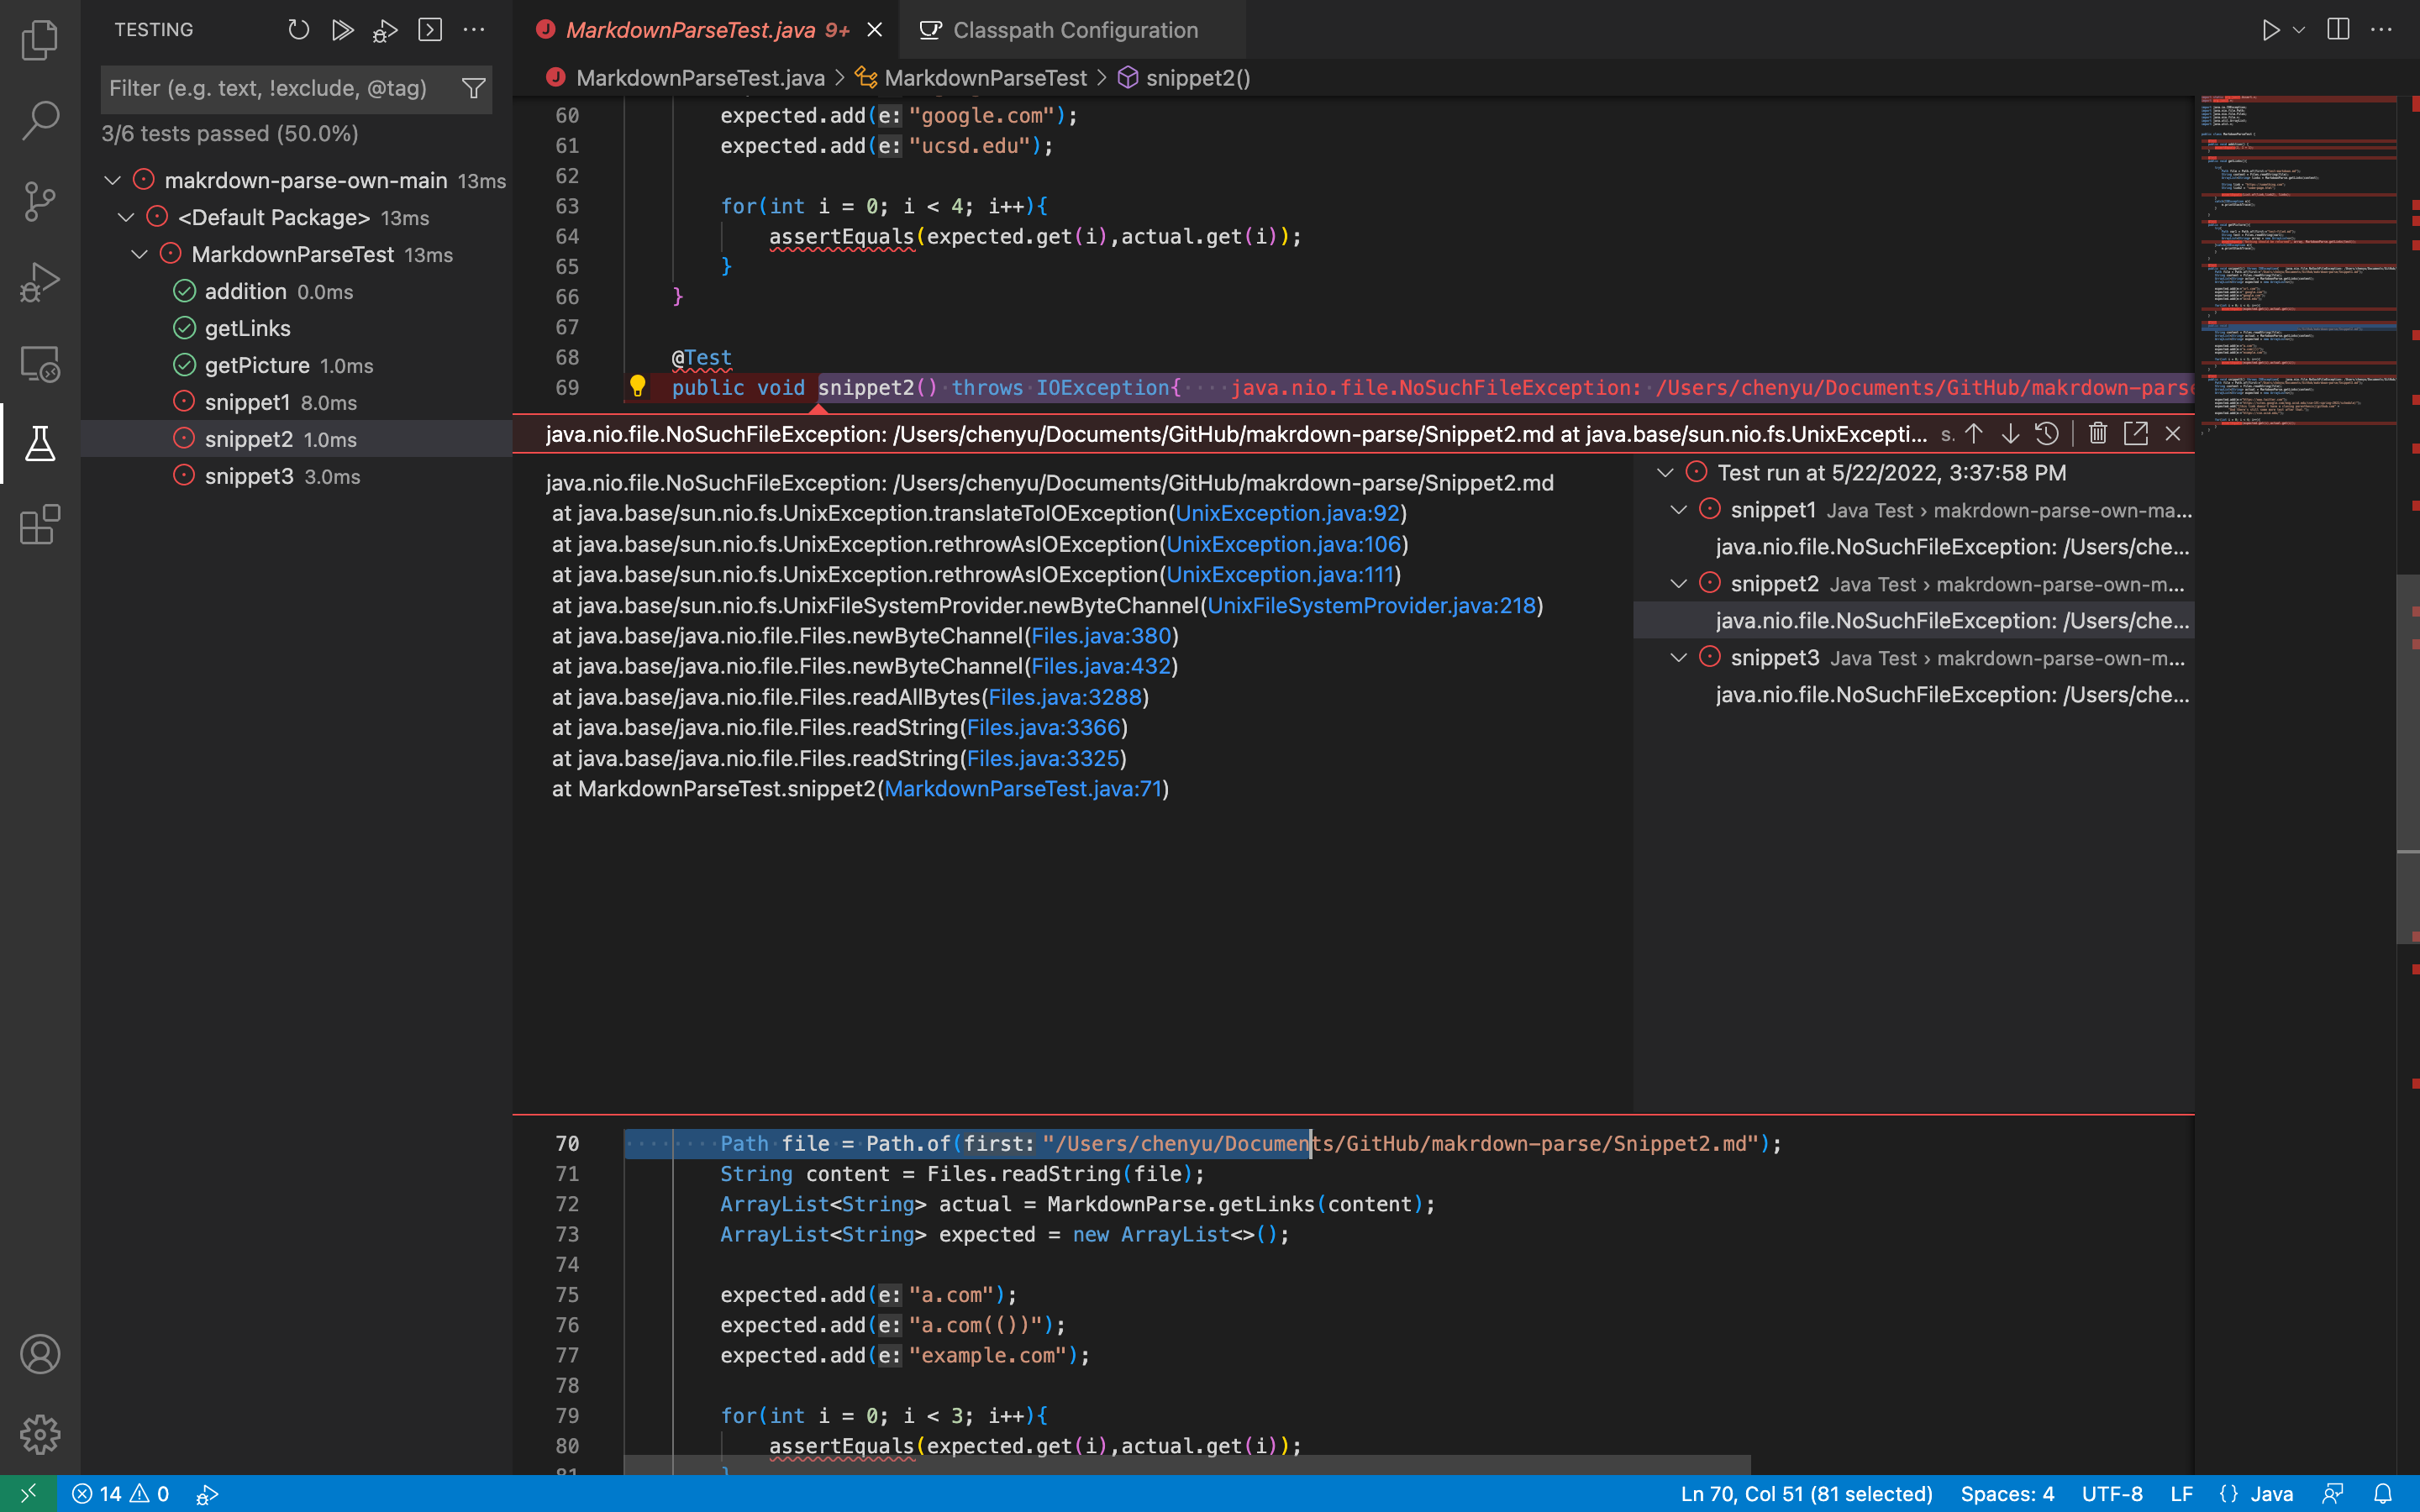 TESTING
Filter (e.g. text, !exclude, @tag)
3/6 tests passed (50.0%)
makrdown-parse-own-main 13ms
<Default Package> 13ms
MarkdownParseTest 13ms
addition 0.0ms
getLinks
getPicture 1.0ms
snippet1 8.0ms
snippet2 1.0ms
snippet3 3.0ms
MarkdownParseTest.java 9+
Classpath Configuration
MarkdownParseTest.java > MarkdownParseTest > snippet2()
60 expected.add(e: "google.com");
61 expected.add(e: "ucsd.edu");
62
63 for(int i = 0; i < 4; i++){
64 assertEquals(expected.get(i),actual.get(i));
65 }
66 }
67
68 @Test
69 public void snippet2() throws IOException{ java.nio.file.NoSuchFileException: /Users/chenyu/Documents/GitHub/makrdown-parse
java.nio.file.NoSuchFileException: /Users/chenyu/Documents/GitHub/makrdown-parse/Snippet2.md at java.base/sun.nio.fs.UnixExcepti... s.
java.nio.file.NoSuchFileException: /Users/chenyu/Documents/GitHub/makrdown-parse/Snippet2.md
at java.base/sun.nio.fs.UnixException.translateToIOException(UnixException.java:92)
at java.base/sun.nio.fs.UnixException.rethrowAsIOException(UnixException.java:106)
at java.base/sun.nio.fs.UnixException.rethrowAsIOException(UnixException.java:111)
at java.base/sun.nio.fs.UnixFileSystemProvider.newByteChannel(UnixFileSystemProvider.java:218)
at java.base/java.nio.file.Files.newByteChannel(Files.java:380)
at java.base/java.nio.file.Files.newByteChannel(Files.java:432)
at java.base/java.nio.file.Files.readAllBytes(Files.java:3288)
at java.base/java.nio.file.Files.readString(Files.java:3366)
at java.base/java.nio.file.Files.readString(Files.java:3325)
at MarkdownParseTest.snippet2(MarkdownParseTest.java:71)
Test run at 5/22/2022, 3:37:58 PM
snippet1 Java Test › makrdown-parse-own-ma...
java.nio.file.NoSuchFileException: /Users/che...
snippet2 Java Test › makrdown-parse-own-m...
java.nio.file.NoSuchFileException: /Users/che...
snippet3 Java Test › makrdown-parse-own-m...
java.nio.file.NoSuchFileException: /Users/che...
70 Path file = Path.of(first: "/Users/chenyu/Documents/GitHub/makrdown-parse/Snippet2.md");
71 String content = Files.readString(file);
72 ArrayList<String> actual = MarkdownParse.getLinks(content);
73 ArrayList<String> expected = new ArrayList<>();
74
75 expected.add(e: "a.com");
76 expected.add(e: "a.com(())");
77 expected.add(e: "example.com");
78
79 for(int i = 0; i < 3; i++){
80 assertEquals(expected.get(i),actual.get(i));
81 }
14 0
Ln 70, Col 51 (81 selected) Spaces: 4 UTF-8 LF {} Java